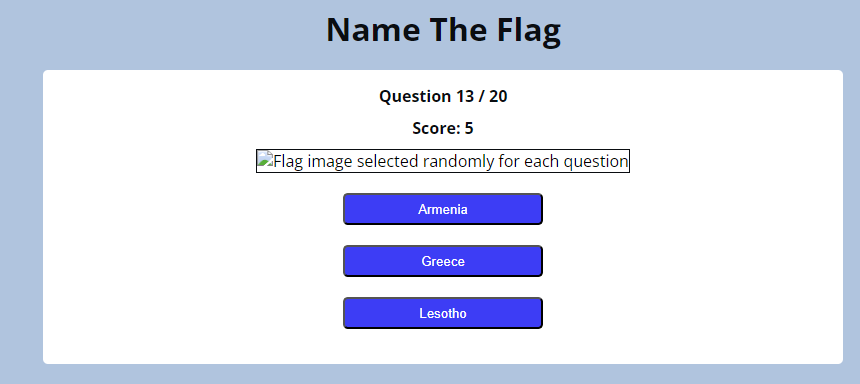 Name The Flag
Question 13 / 20
Score: 5
Flag image selected randomly for each question
Armenia
Greece
Lesotho